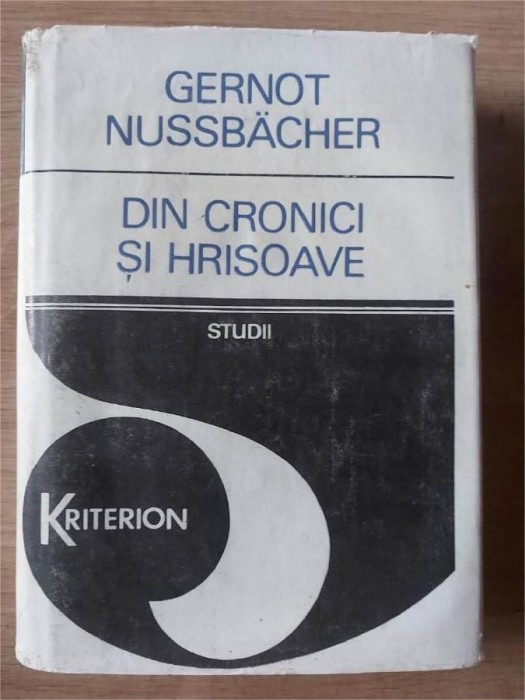 GERNOT
NUSSBÄCHER
DIN CRONICI
ȘI HRISOAVE
STUDII
KRITERION